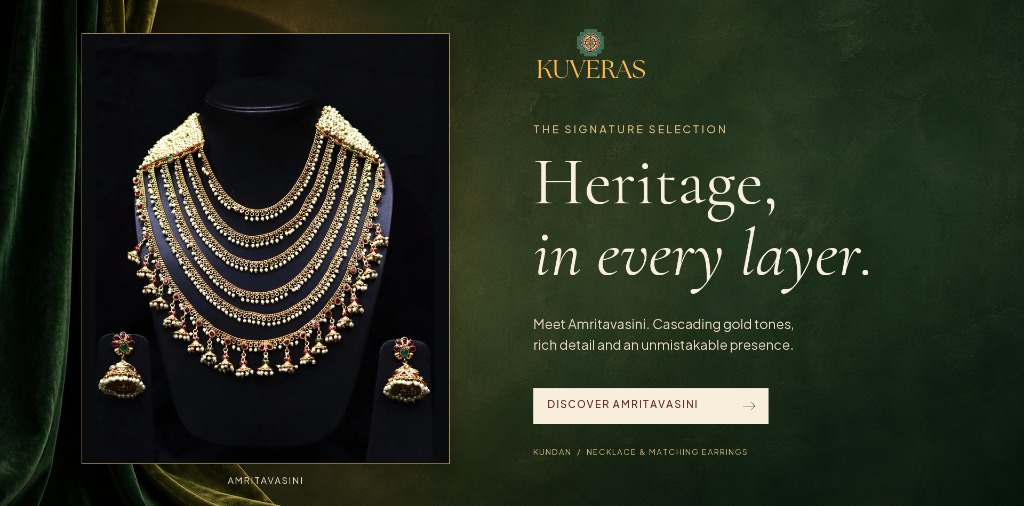 KUVERAS
THE SIGNATURE SELECTION
Heritage,
in every layer.
Meet Amritavasini. Cascading gold tones,
rich detail and an unmistakable presence.
DISCOVER AMRITAVASINI →
KUNDAN / NECKLACE & MATCHING EARRINGS
AMRITAVASINI